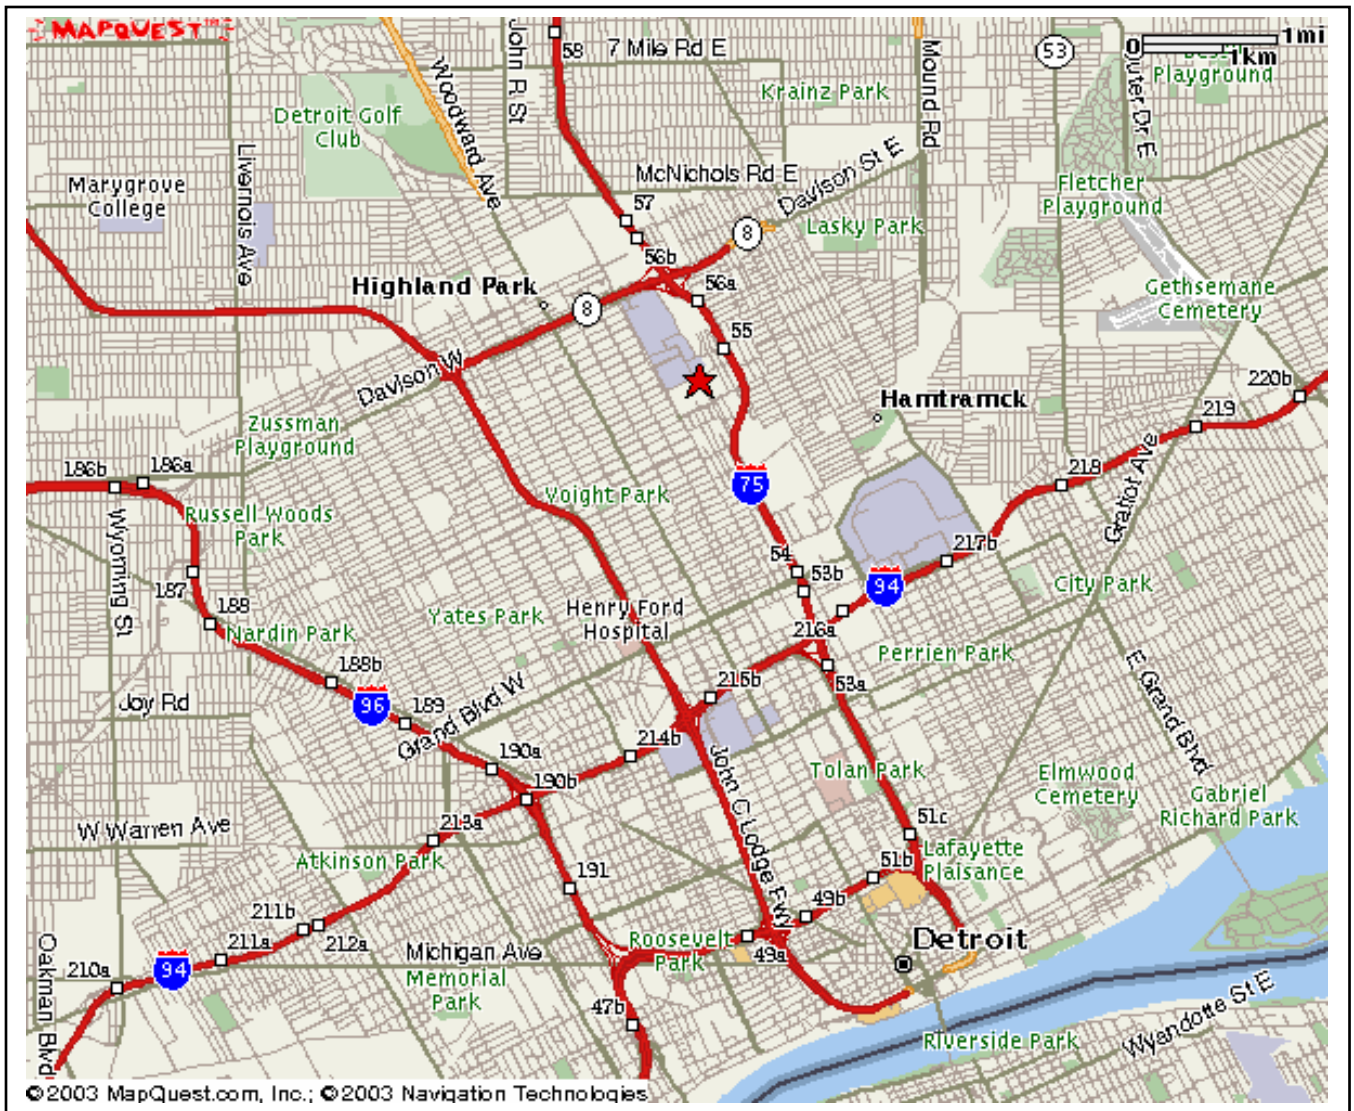 MAPQUEST
58
7 Mile Rd E
John R St
Woodward Ave
Mound Rd
53
0
1mi
1km
Playground
Outer Dr E
Krainz Park
Detroit Golf
Club
Livernois Ave
McNichols Rd E
Davison St E
Marygrove
College
Fletcher
Playground
57
8
Lasky Park
56b
Highland Park
56a
8
Gethsemane
Cemetery
55
Davison W
220b
Hamtramck
219
Zussman
Playground
Gratiot Ave
186b
186a
218
75
Voight Park
Russell Woods
Park
Wyoming St
54
217b
187
53b
94
City Park
188
Yates Park
Henry Ford
Hospital
Nardin Park
216a
Perrien Park
188b
53a
215b
E Grand Blvd
Joy Rd
96
189
Grand Blvd W
214b
190a
John C Lodge Fwy
Tolan Park
Elmwood
Cemetery
190b
Gabriel
Richard Park
W Warren Ave
213a
51c
Atkinson Park
Lafayette
Plaisance
51b
191
49b
211b
Oakman Blvd
211a
212a
Michigan Ave
Roosevelt
Park
49a
Detroit
210a
94
Memorial
Park
47b
Riverside Park
Wyandotte St E
©2003 MapQuest.com, Inc.; ©2003 Navigation Technologies